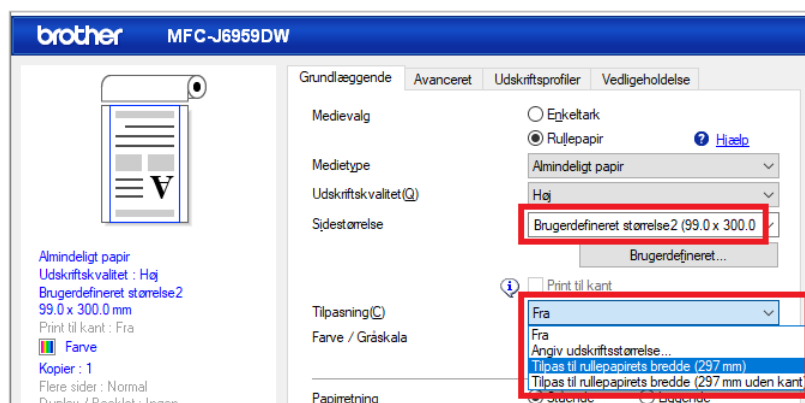 brother MFC-J6959DW
Grundlæggende Avanceret Udskriftsprofiler Vedligeholdelse
Medievalg Enkeltark
Rullepapir Hjælp
Medietype Almindeligt papir
Udskriftskvalitet(Q) Høj
Sidestørrelse Brugerdefineret størrelse2 (99.0 x 300.0
Brugerdefineret...
Print til kant
Tilpasning(C) Fra
Farve / Gråskala Fra
Angiv udskriftsstørrelse...
Tilpas til rullepapirets bredde (297 mm)
Tilpas til rullepapirets bredde (297 mm uden kant)
Papirretning Stående Liggende
A
Almindeligt papir
Udskriftskvalitet : Høj
Brugerdefineret størrelse2
99.0 x 300.0 mm
Print til kant : Fra
Farve
Kopier : 1
Flere sider : Normal
Duplex / Booklet : Ingen